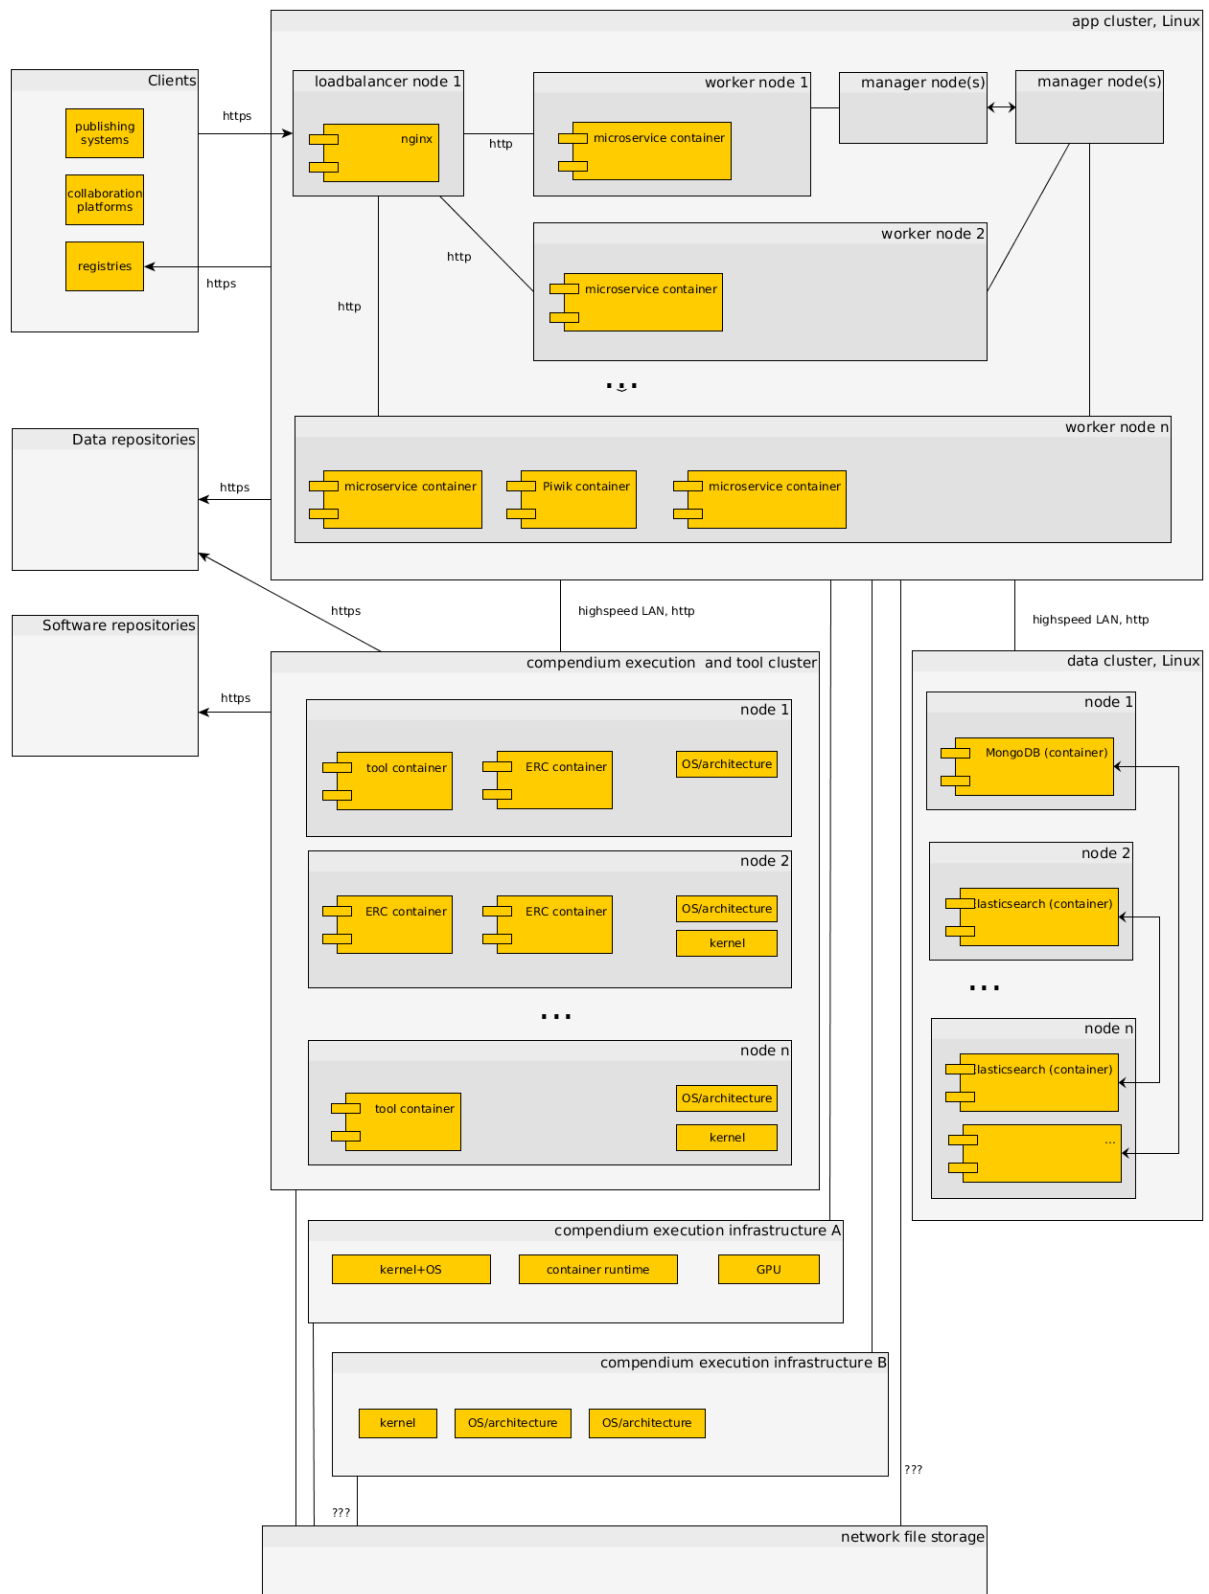 app cluster, Linux
Clients
publishing
systems
collaboration
platforms
registries
https
https
loadbalancer node 1
nginx
http
http
http
worker node 1
microservice container
manager node(s)
manager node(s)
worker node 2
microservice container
...
worker node n
microservice container
Piwik container
microservice container
Data repositories
https
https
highspeed LAN, http
highspeed LAN, http
Software repositories
https
compendium execution  and tool cluster
node 1
tool container
ERC container
OS/architecture
node 2
ERC container
ERC container
OS/architecture
kernel
...
node n
tool container
OS/architecture
kernel
data cluster, Linux
node 1
MongoDB (container)
node 2
lasticsearch (container)
...
node n
lasticsearch (container)
...
compendium execution infrastructure A
kernel+OS
container runtime
GPU
compendium execution infrastructure B
kernel
OS/architecture
OS/architecture
???
???
network file storage